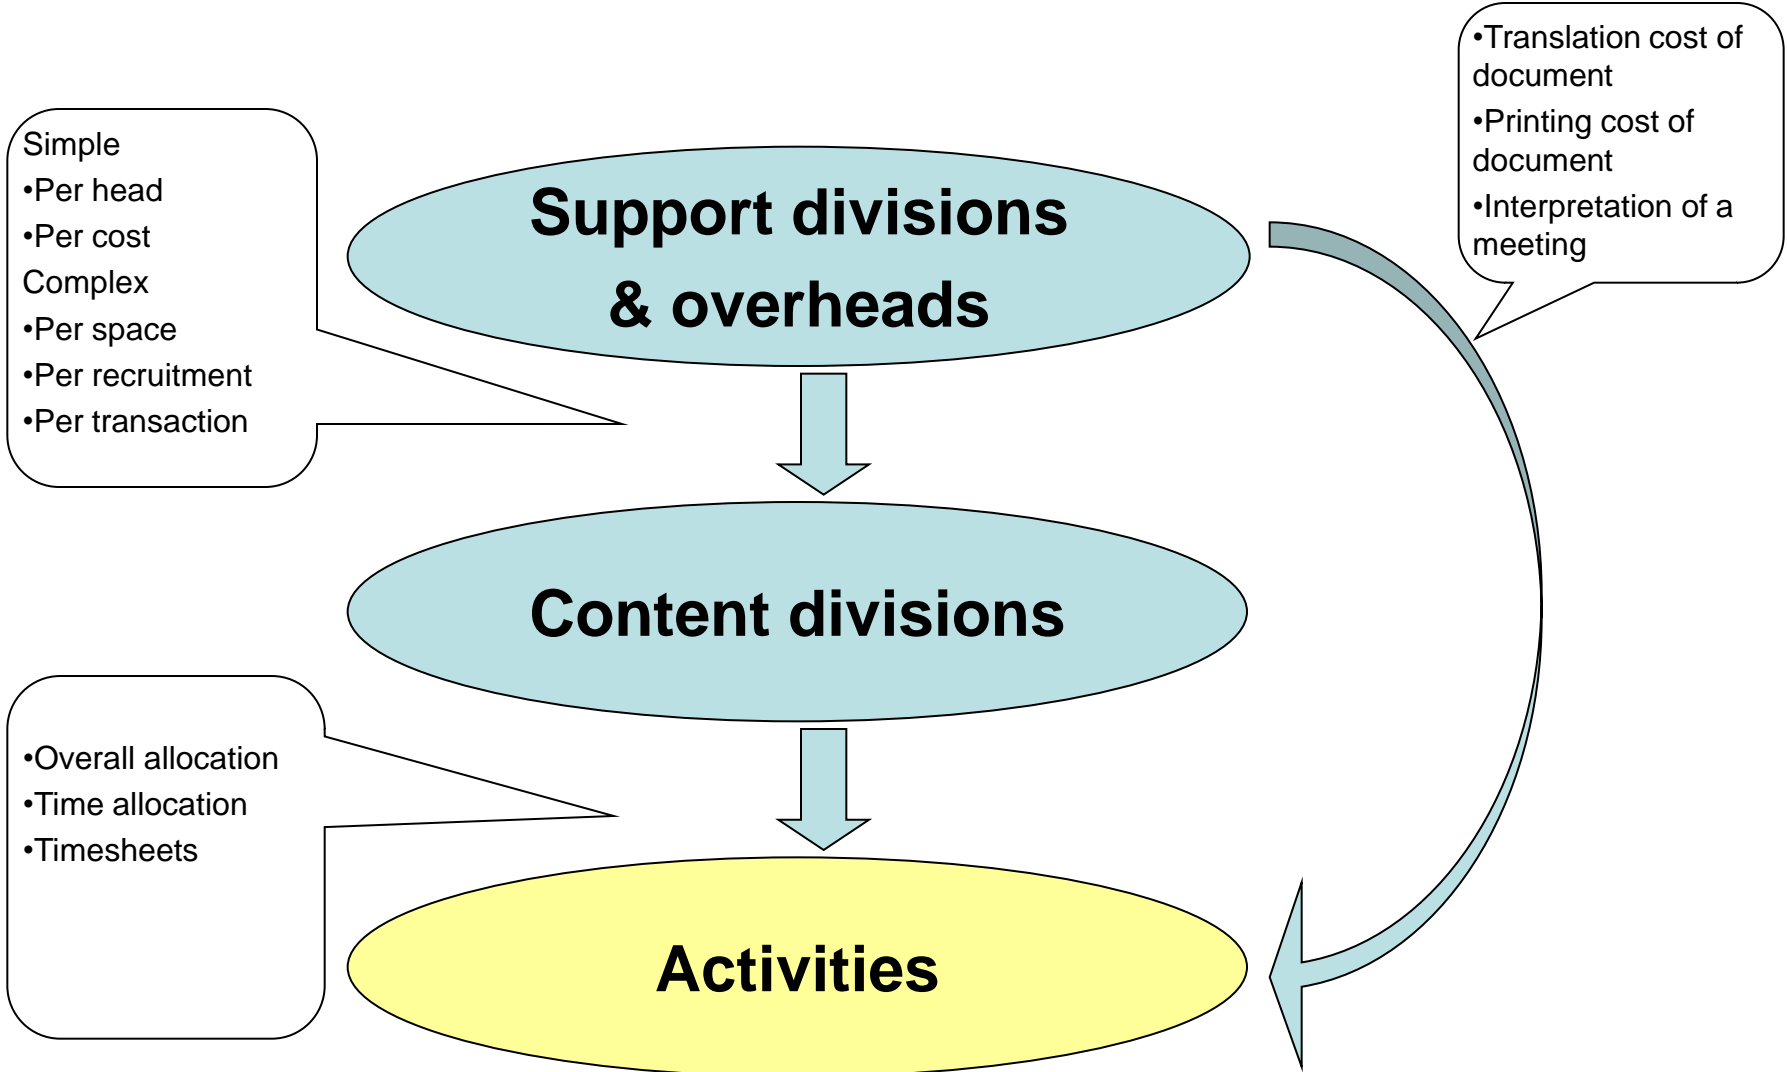 •Translation cost of
document
•Printing cost of
document
•Interpretation of a
meeting
Simple
•Per head
•Per cost
Complex
•Per space
•Per recruitment
•Per transaction
Support divisions
& overheads
Content divisions
•Overall allocation
•Time allocation
•Timesheets
Activities